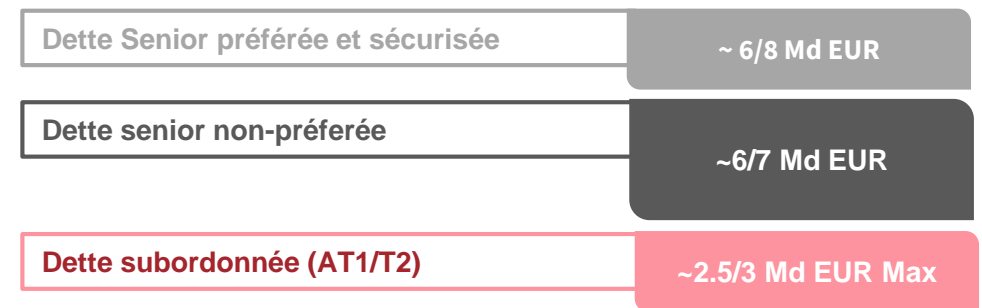 Dette Senior préférée et sécurisée
~ 6/8 Md EUR
Dette senior non-préferée
~6/7 Md EUR
Dette subordonnée (AT1/T2)
~2.5/3 Md EUR Max